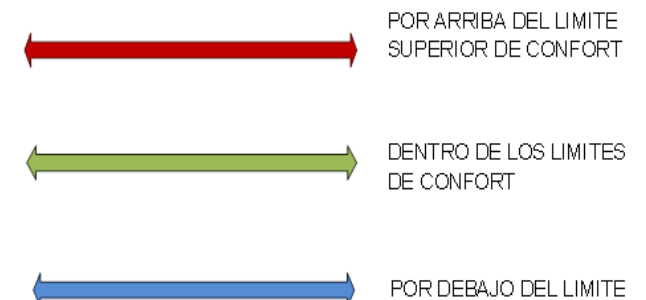 POR ARRIBA DEL LIMITE
SUPERIOR DE CONFORT
DENTRO DE LOS LIMITES
DE CONFORT
POR DEBAJO DEL LIMITE